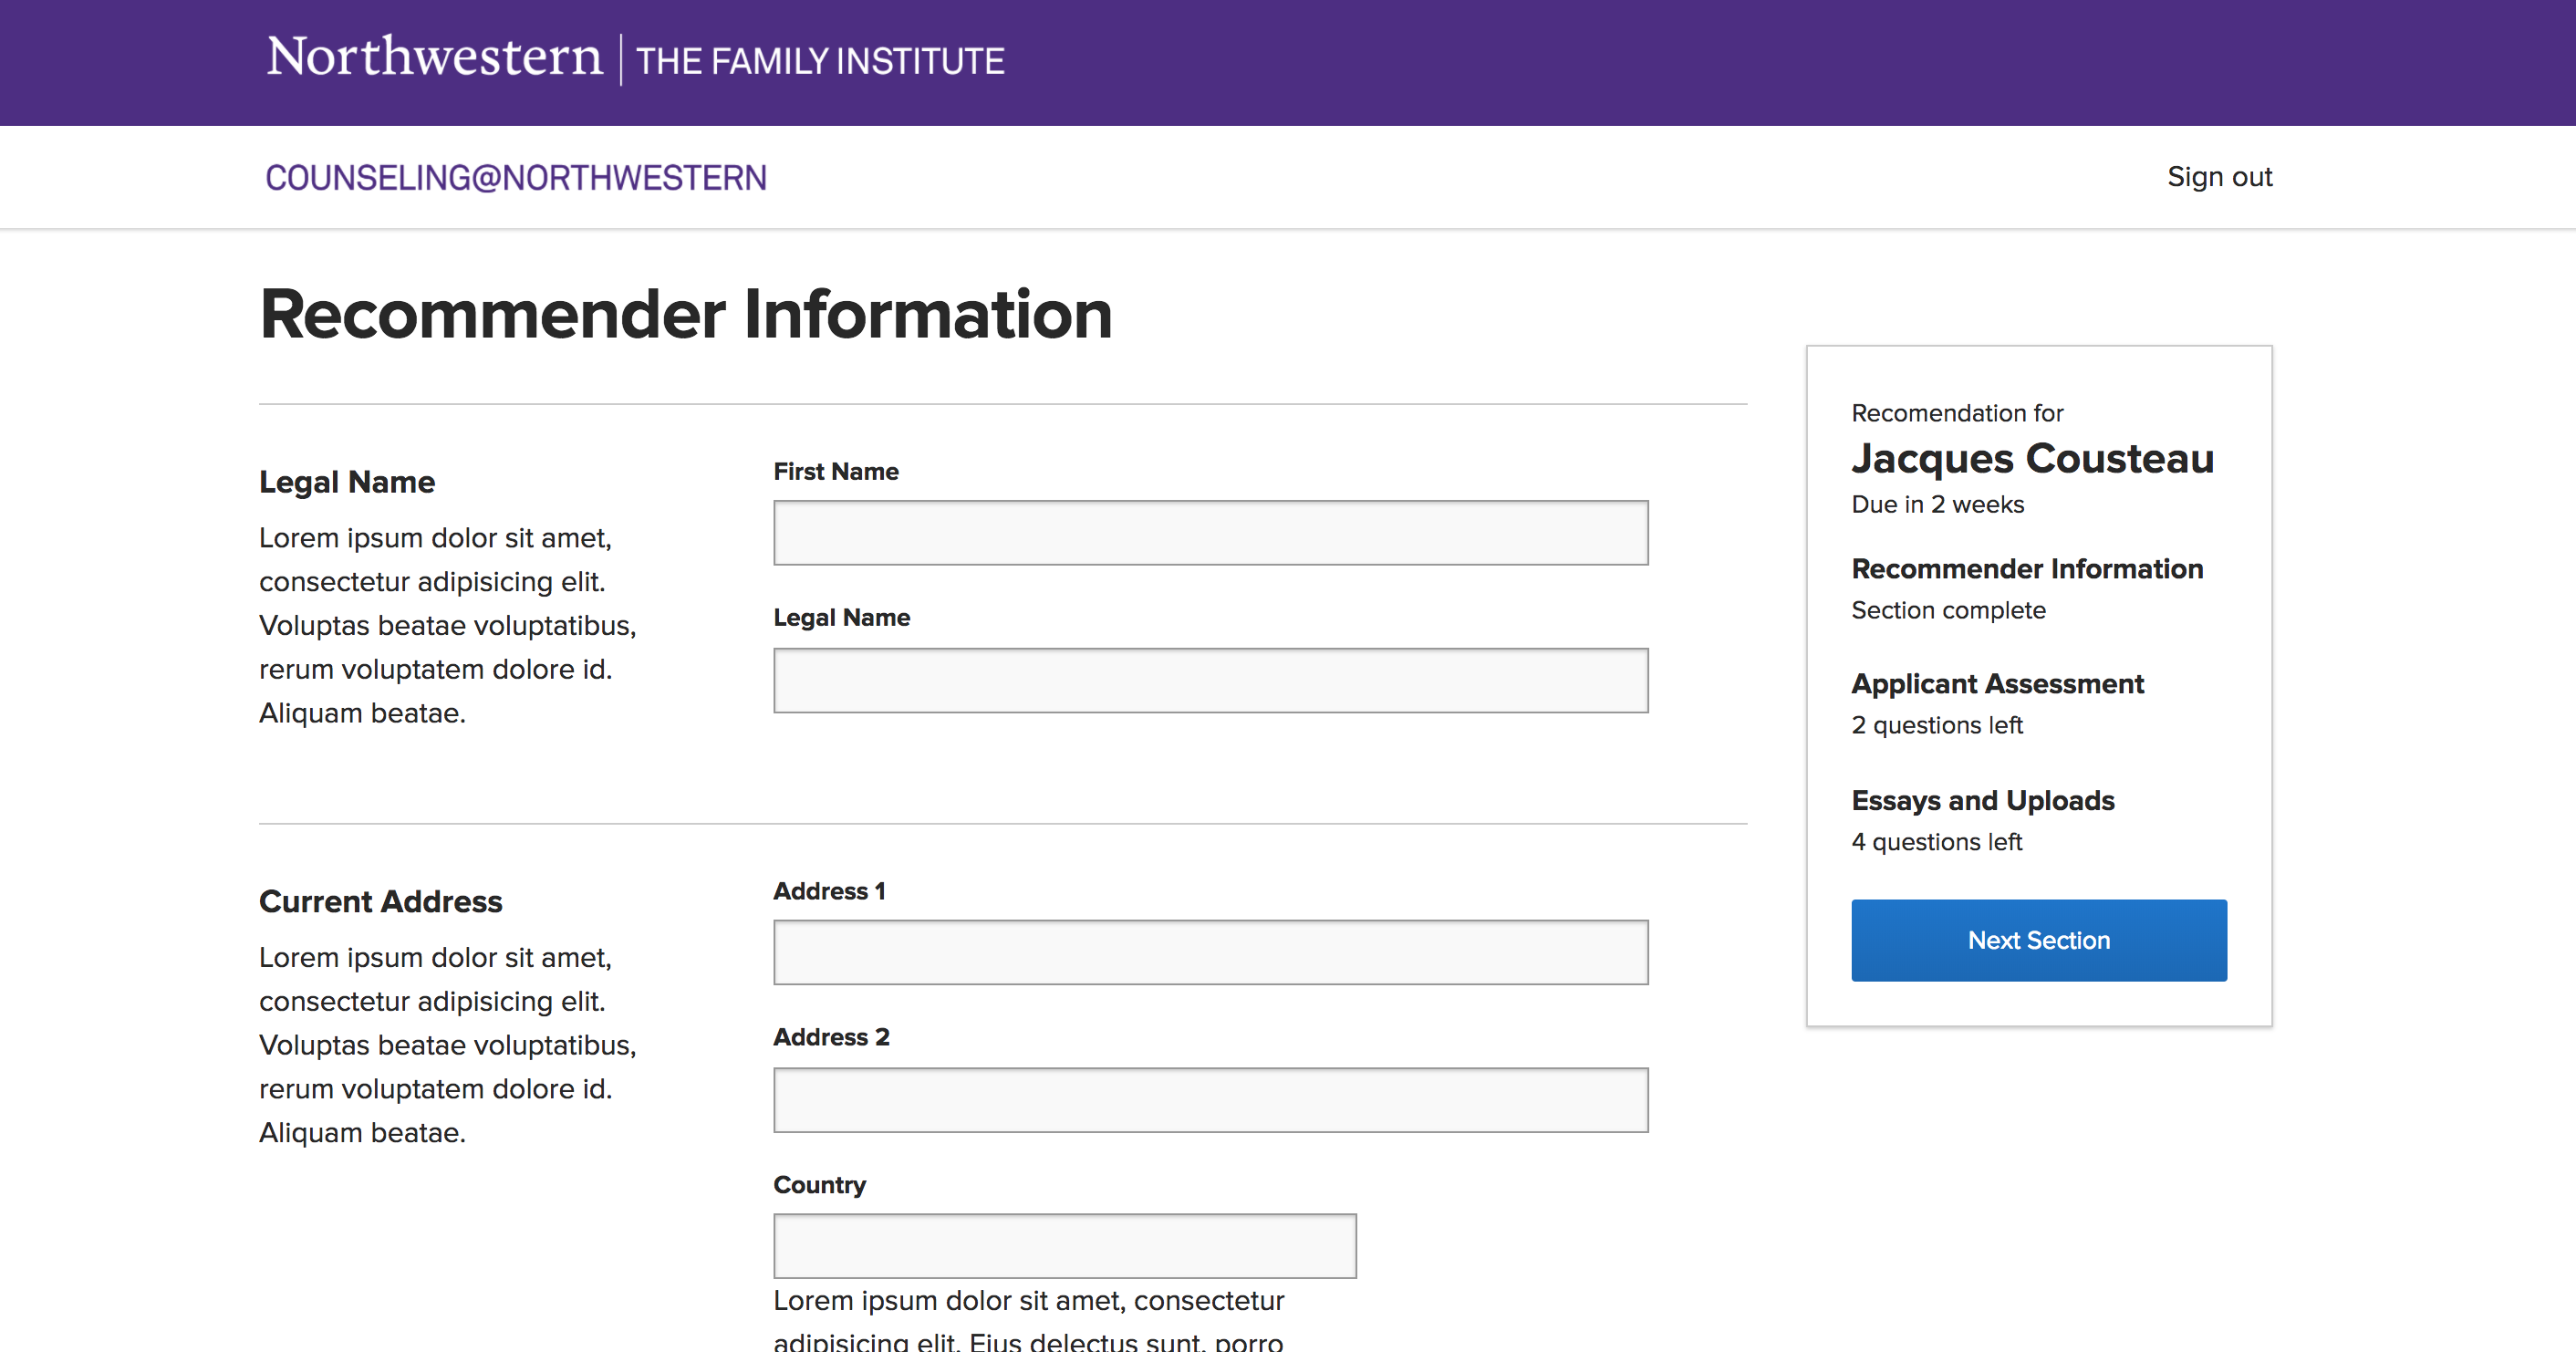 Northwestern | THE FAMILY INSTITUTE
COUNSELING@NORTHWESTERN
Sign out
Recommender Information
Legal Name
Lorem ipsum dolor sit amet,
consectetur adipisicing elit.
Voluptas beatae voluptatibus,
rerum voluptatem dolore id.
Aliquam beatae.
First Name
Legal Name
Current Address
Lorem ipsum dolor sit amet,
consectetur adipisicing elit.
Voluptas beatae voluptatibus,
rerum voluptatem dolore id.
Aliquam beatae.
Address 1
Address 2
Country
Lorem ipsum dolor sit amet, consectetur
adipisicing elit. Eius delectus sunt, porro
Recomendation for
Jacques Cousteau
Due in 2 weeks
Recommender Information
Section complete
Applicant Assessment
2 questions left
Essays and Uploads
4 questions left
Next Section